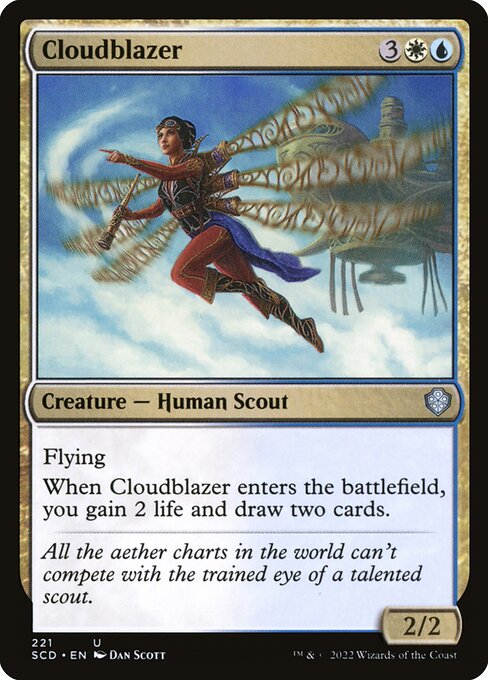 Cloudblazer 3
Creature — Human Scout
Flying
When Cloudblazer enters the battlefield,
you gain 2 life and draw two cards.
All the aether charts in the world can't
compete with the trained eye of a talented
scout.
2/2
221 U
SCD • EN Dan Scott ™ & © 2022 Wizards of the Coast